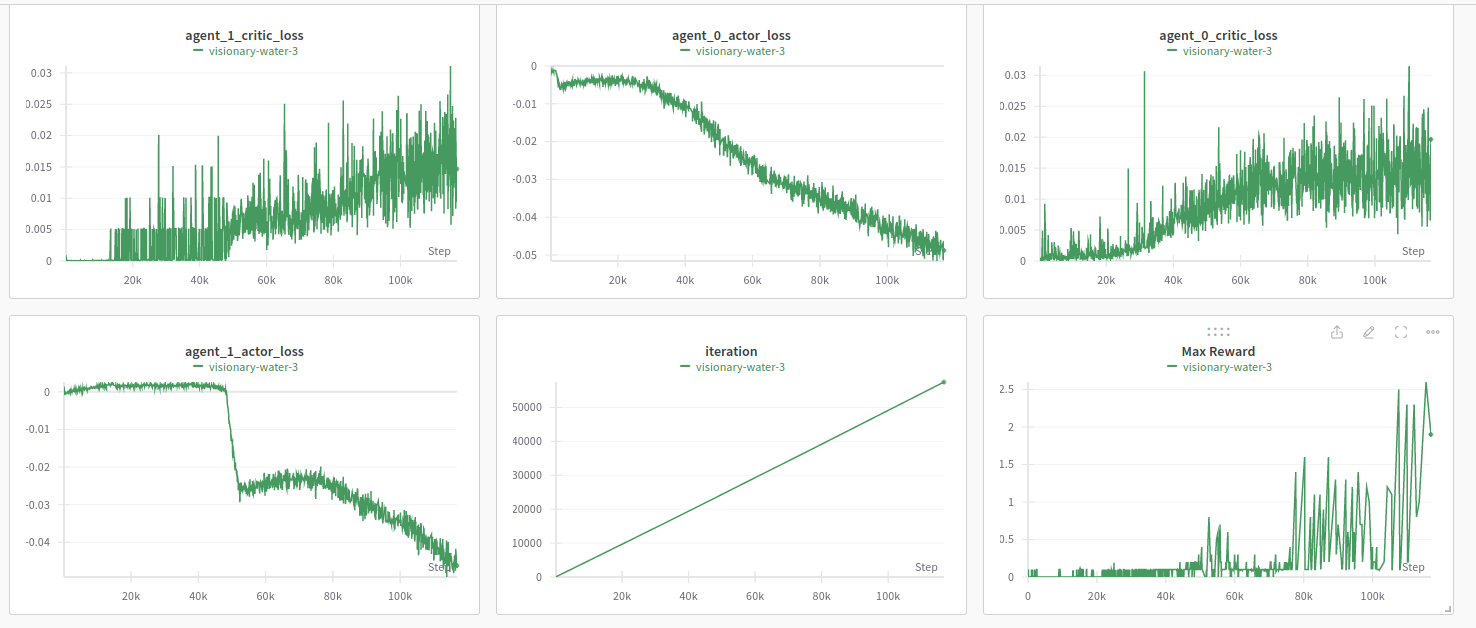 agent_1_critic_loss
visionary-water-3
0.03
0.025
0.02
0.015
0.01
0.005
0
20k 40k 60k 80k 100k
Step
agent_0_actor_loss
visionary-water-3
0
-0.01
-0.02
-0.03
-0.04
-0.05
20k 40k 60k 80k 100k
Step
agent_0_critic_loss
visionary-water-3
0.03
0.025
0.02
0.015
0.01
0.005
0
20k 40k 60k 80k 100k
Step
agent_1_actor_loss
visionary-water-3
0
-0.01
-0.02
-0.03
-0.04
20k 40k 60k 80k 100k
Step
iteration
visionary-water-3
50000
40000
30000
20000
10000
0
20k 40k 60k 80k 100k
Step
Max Reward
visionary-water-3
2.5
2
1.5
1
0.5
0
0 20k 40k 60k 80k 100k
Step